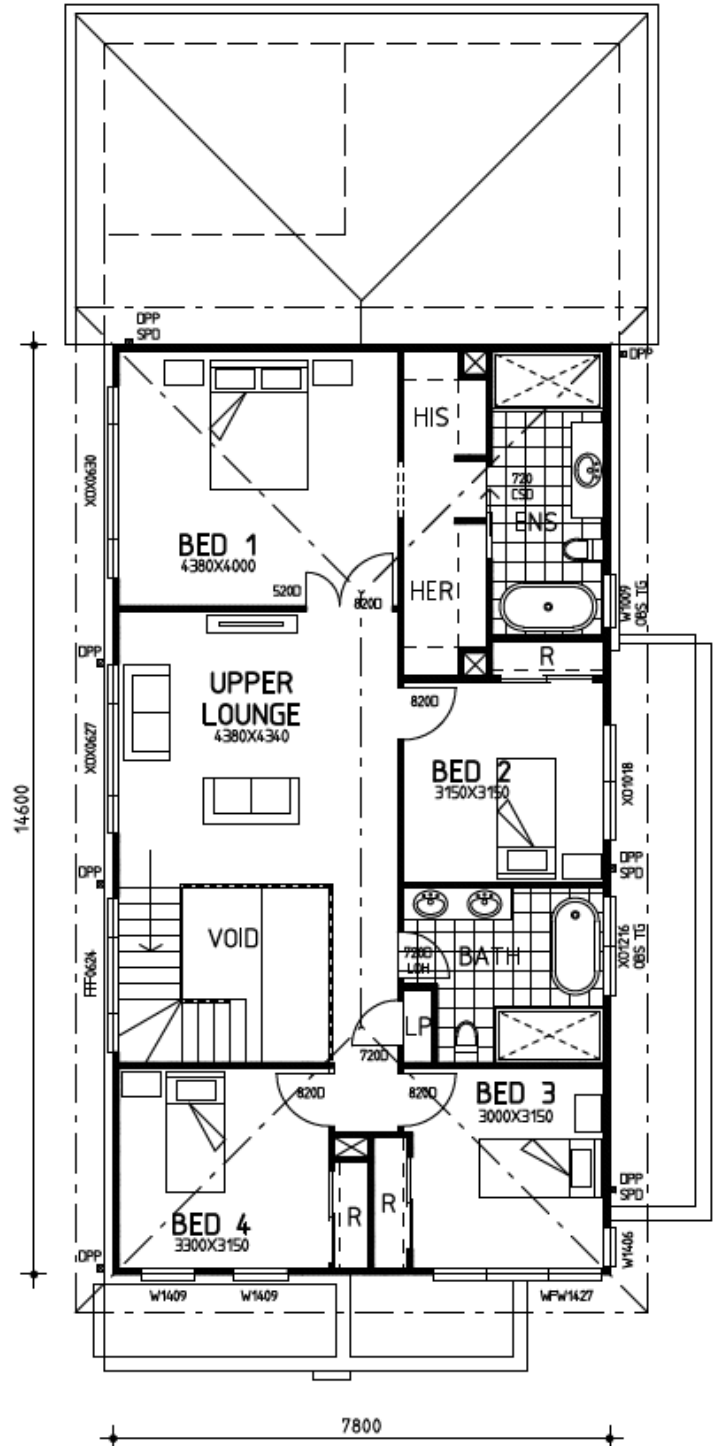 DPP
SPD
DPP
HIS
720
CSD
ENS
XOX0630
BED 1
4380X4000
520D
820D
HER
W1009
OBS TG
DPP
R
UPPER
LOUNGE
4380X4340
820D
XOX0627
BED 2
3150X3150
XO1018
14600
DPP
DPP
SPD
VOID
FFF0624
720D
LOH
BATH
XO1216
OBS TG
LP
720D
820D
820D
BED 3
3000X3150
DPP
SPD
BED 4
3300X3150
R
R
DPP
W1406
W1409
W1409
WFW1427
7800